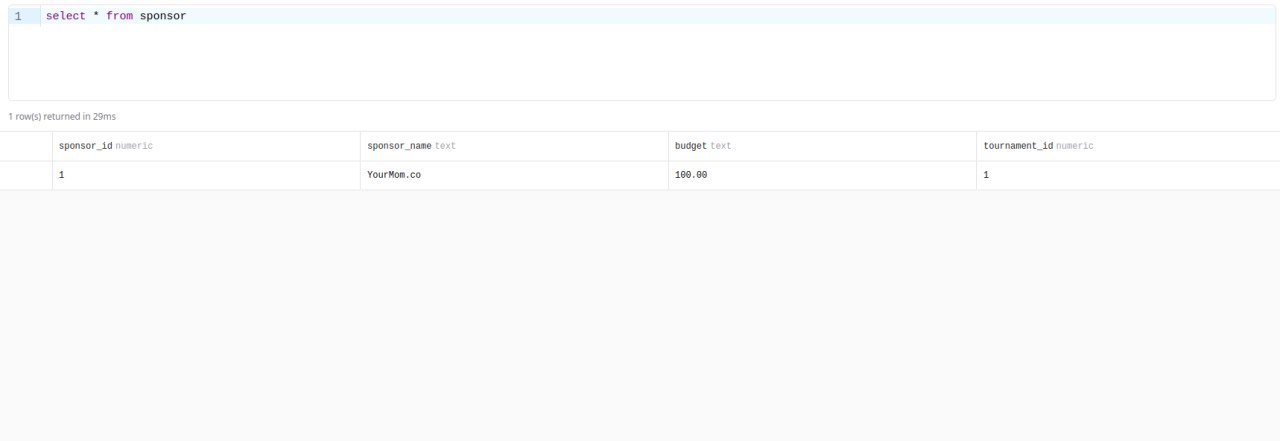 1 select * from sponsor
1 row(s) returned in 29ms
sponsor_id numeric sponsor_name text budget text tournament_id numeric
1 YourMom.co 100.00 1